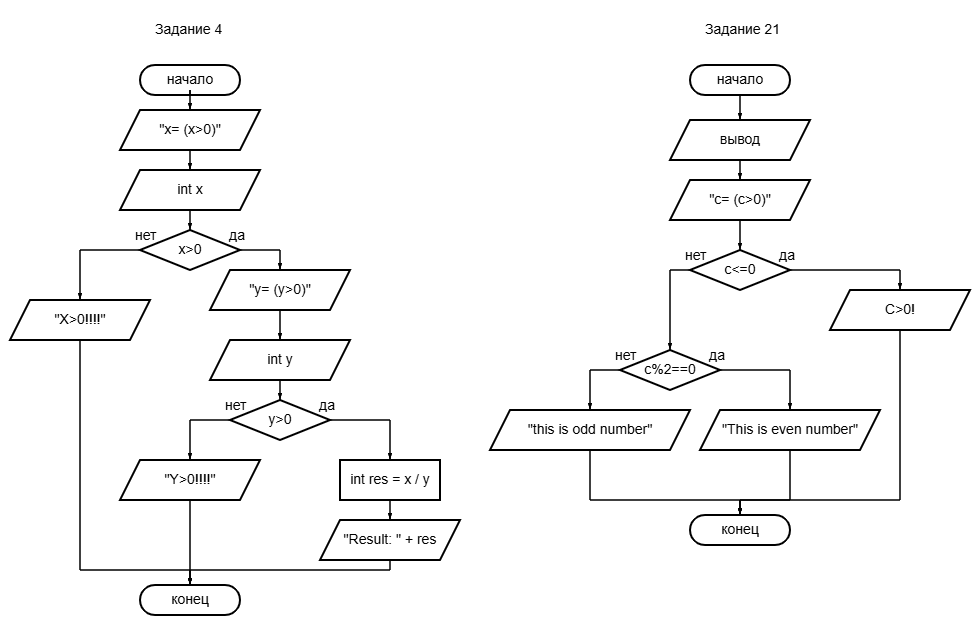 Задание 4
начало
"x= (x>0)"
int x
нет
да
x>0
"y= (y>0)"
"X>0!!!!"
int y
нет
да
y>0
"Y>0!!!!"
int res = x / y
"Result: " + res
конец
Задание 21
начало
вывод
"c= (c>0)"
нет
да
c<=0
C>0!
нет
да
c%2==0
"this is odd number"
"This is even number"
конец